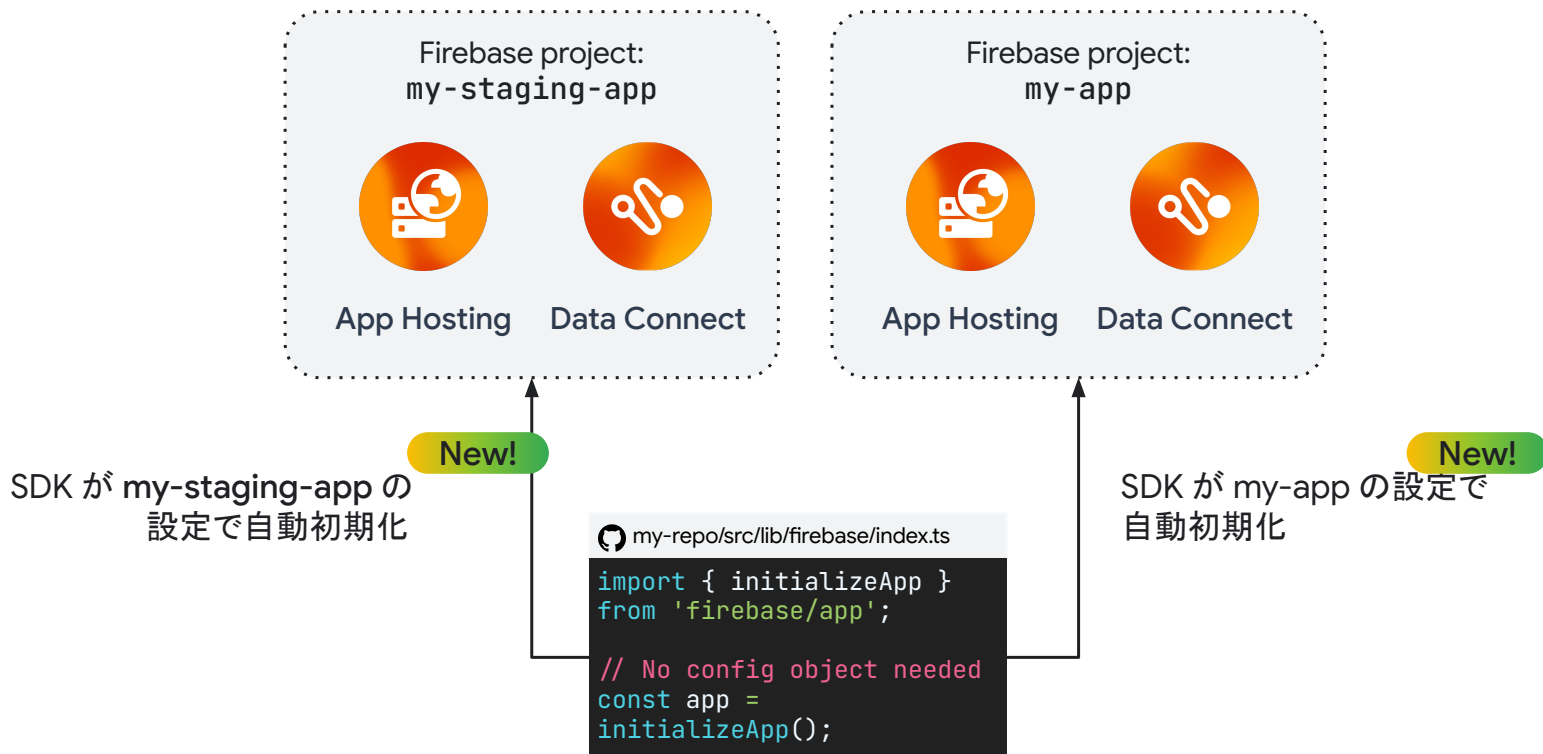 Firebase project:
my-staging-app
App Hosting
Data Connect
Firebase project:
my-app
App Hosting
Data Connect
New!
SDK が my-staging-app の
設定で自動初期化
New!
SDK が my-app の設定で
自動初期化
my-repo/src/lib/firebase/index.ts
import { initializeApp }
from 'firebase/app';
// No config object needed
const app =
initializeApp();